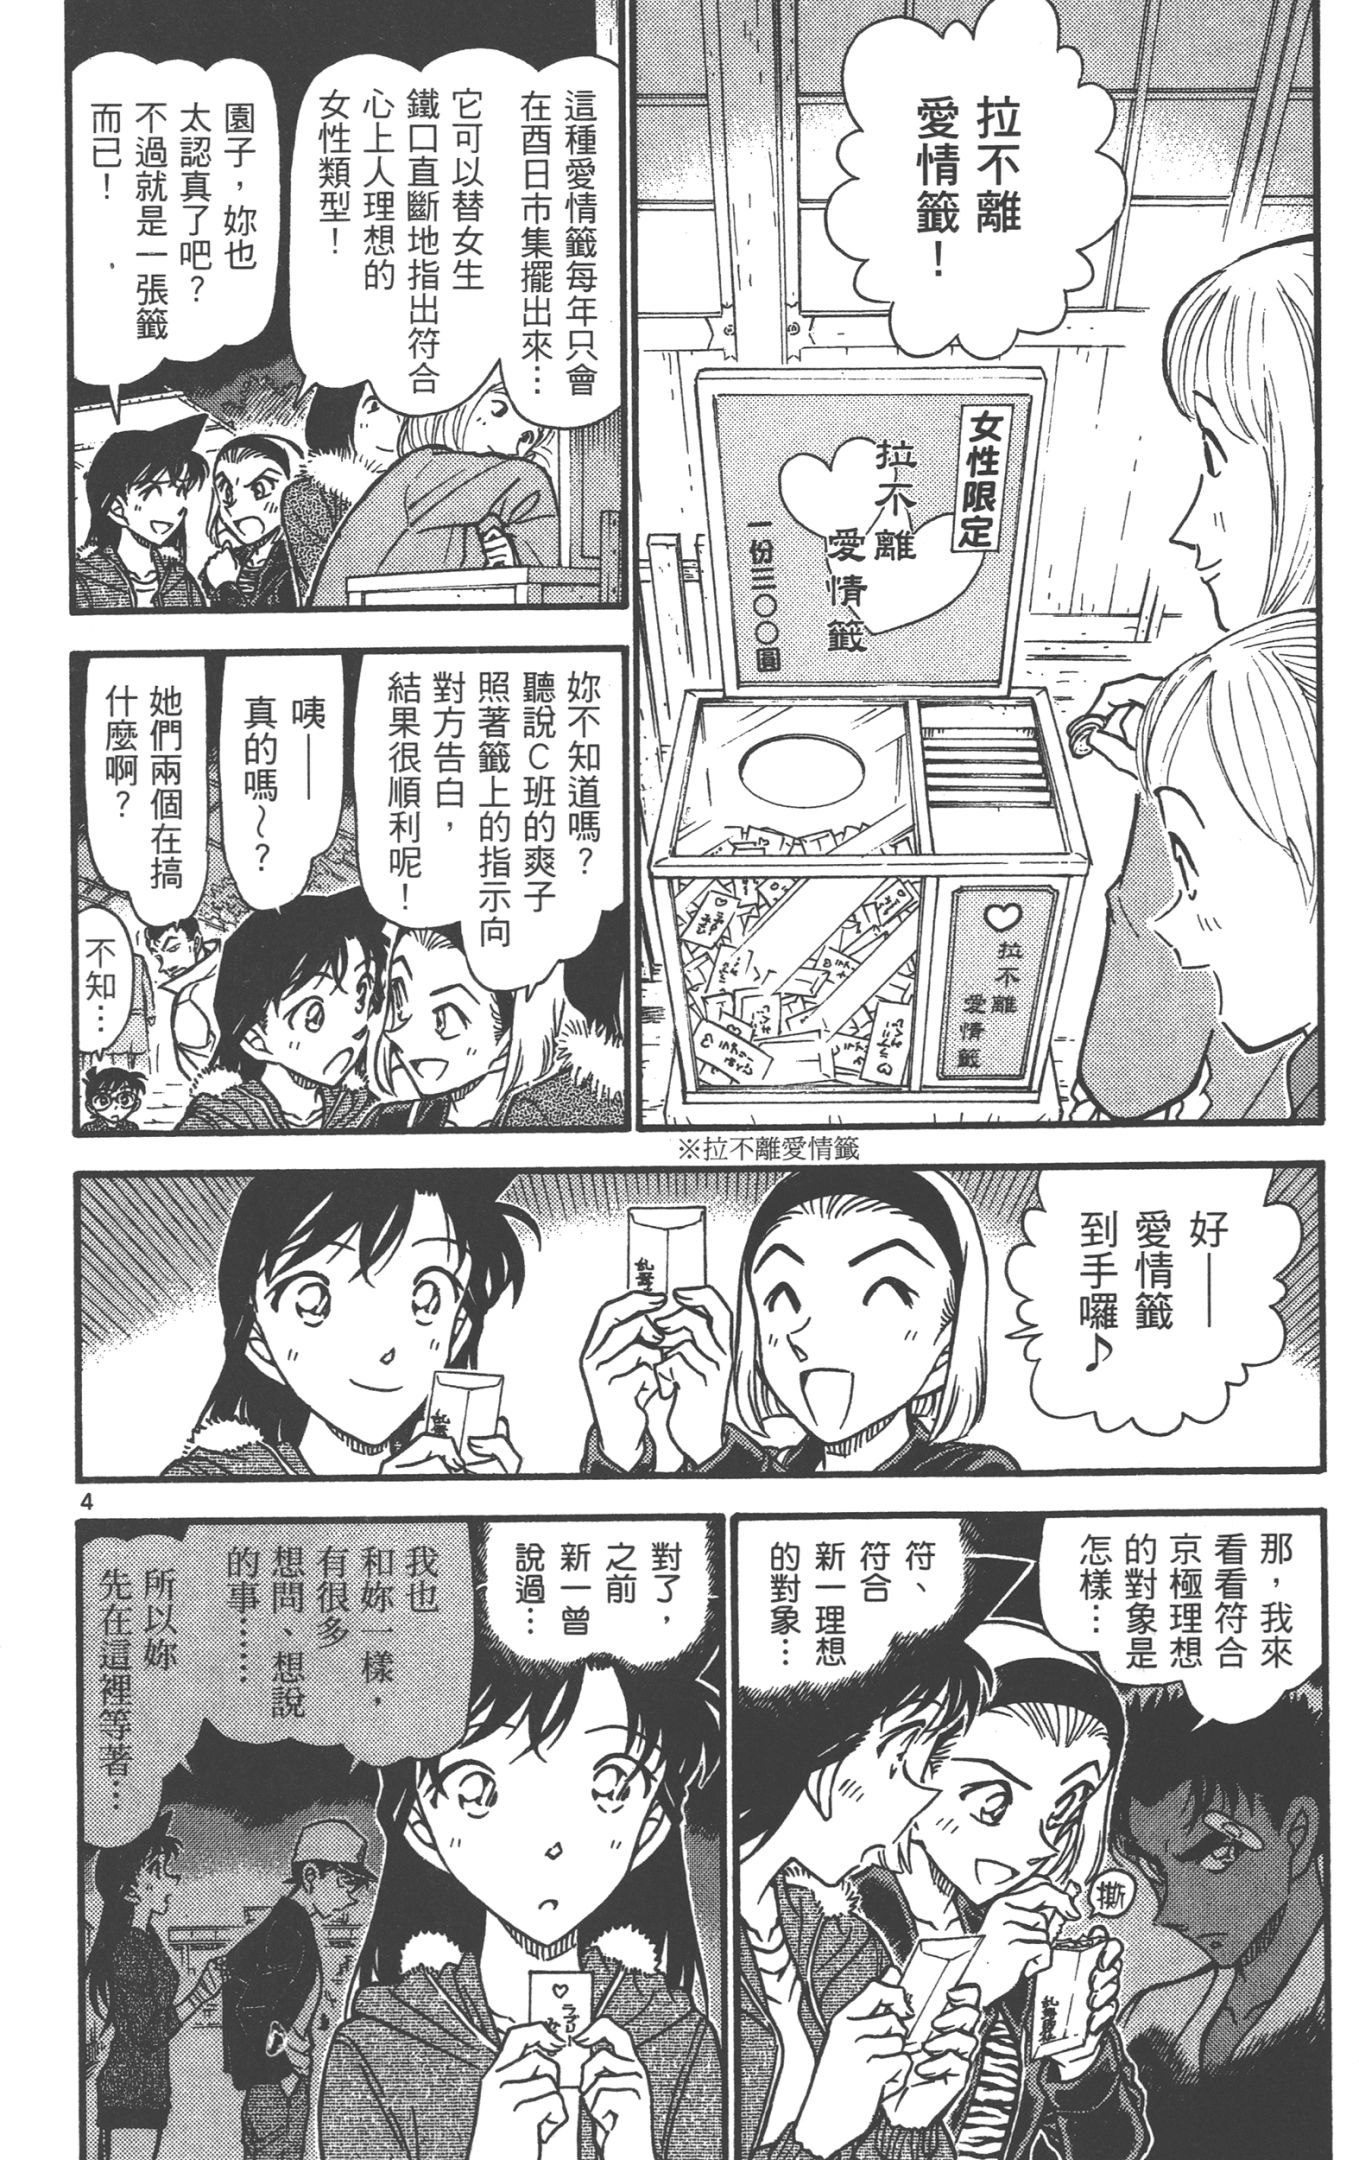 拉不離
愛情籤！
女性限定
拉不離
愛情籤
一份三〇〇圓
拉不離
愛情籤
※拉不離愛情籤
這種愛情籤每年只會
在酉日市集擺出來…
它可以替女生
鐵口直斷地指出符合
心上人理想的
女性類型！
園子，妳也
太認真了吧？
不過就是一張籤
而已！
妳不知道嗎？
聽說C班的爽子
照著籤上的指示向
對方告白，
結果很順利呢！
咦——
真的嗎～？
她們兩個在搞
什麼啊？
不知…
好——
愛情籤
到手囉♪
4
那，我來
看看符合
京極理想
的對象是
怎樣…
撕
符、
符合
新一理想
的對象…
對了，
之前
新一曾
說過…
我也
和妳一樣，
有很多
想問、想說
的事……
所以妳
先在這裡等著…